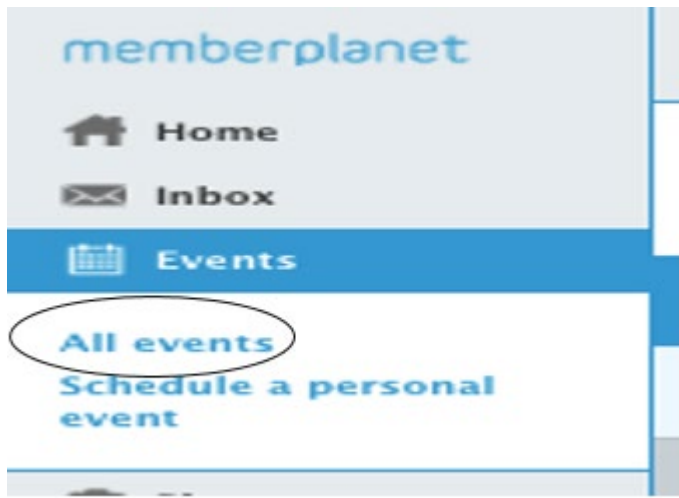 memberplanet
Home
Inbox
Events
All events
Schedule a personal
event